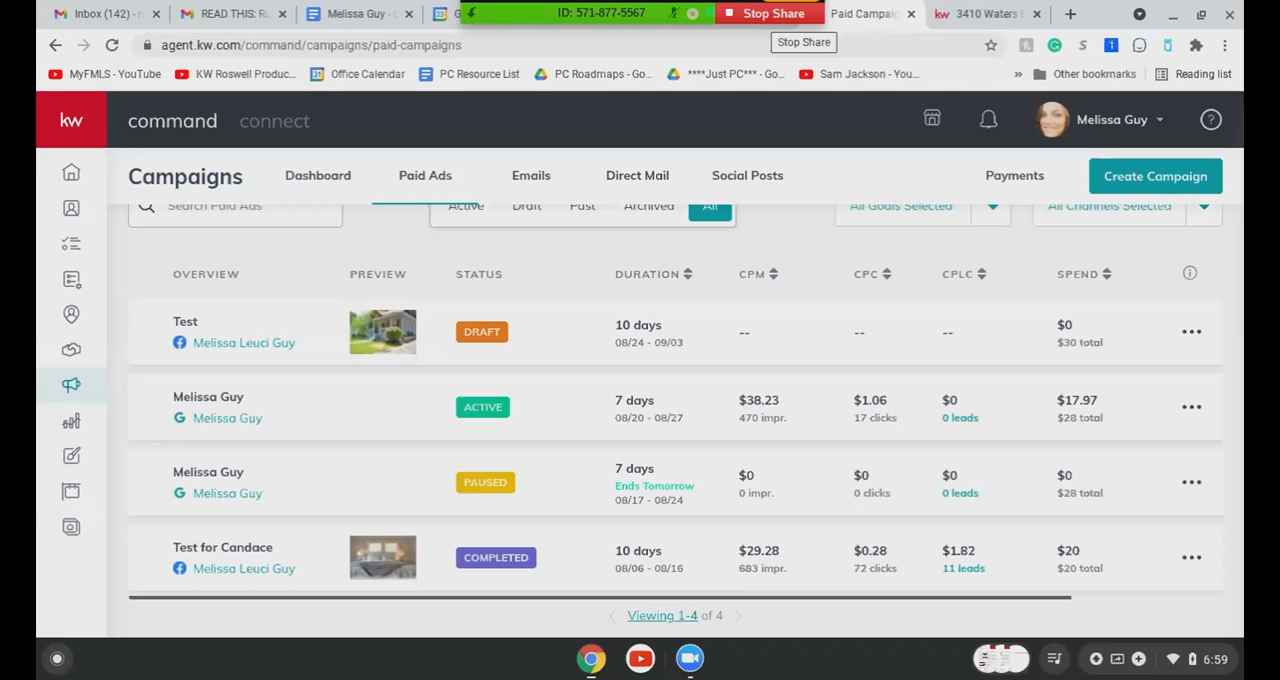 Inbox (142) - r
READ THIS: R
Melissa Guy -
ID: 571-877-5567
Stop Share
Paid Campai
3410 Waters
Stop Share
agent.kw.com/command/campaigns/paid-campaigns
MyFMLS - YouTube
KW Roswell Produc...
Office Calendar
PC Resource List
PC Roadmaps - Go...
****Just PC*** - Go...
Sam Jackson - You...
»
Other bookmarks
Reading list
kw
command
connect
Melissa Guy
Campaigns
Dashboard
Paid Ads
Emails
Direct Mail
Social Posts
Payments
Create Campaign
Search Paid Ads
Active
Draft
Past
Archived
All
All Goals Selected
All Channels Selected
OVERVIEW
PREVIEW
STATUS
DURATION
CPM
CPC
CPLC
SPEND
Test
Melissa Leuci Guy
DRAFT
10 days
08/24 - 09/03
--
--
--
$0
$30 total
Melissa Guy
Melissa Guy
ACTIVE
7 days
08/20 - 08/27
$38.23
470 impr.
$1.06
17 clicks
$0
0 leads
$17.97
$28 total
Melissa Guy
Melissa Guy
PAUSED
7 days
Ends Tomorrow
08/17 - 08/24
$0
0 impr.
$0
0 clicks
$0
0 leads
$0
$28 total
Test for Candace
Melissa Leuci Guy
COMPLETED
10 days
08/06 - 08/16
$29.28
683 impr.
$0.28
72 clicks
$1.82
11 leads
$20
$20 total
Viewing 1-4 of 4
6:59